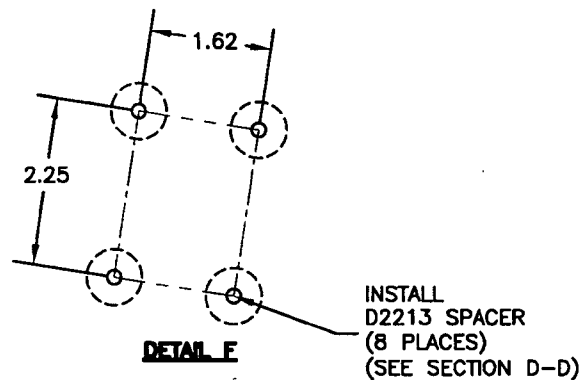 1.62
2.25
INSTALL
D2213 SPACER
(8 PLACES)
(SEE SECTION D-D)
DETAIL F